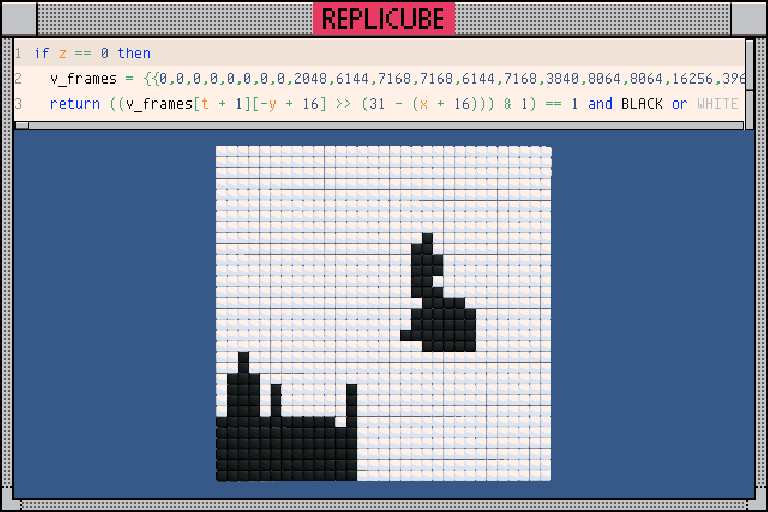 REPLICUBE
1 if z == 0 then
2 v_frames = {{0,0,0,0,0,0,0,0,2048,6144,7168,7168,6144,7168,3840,8064,8064,16256,396
3 return ((v_frames[t + 1][-y + 16] >> (31 - (x + 16))) & 1) == 1 and BLACK or WHITE